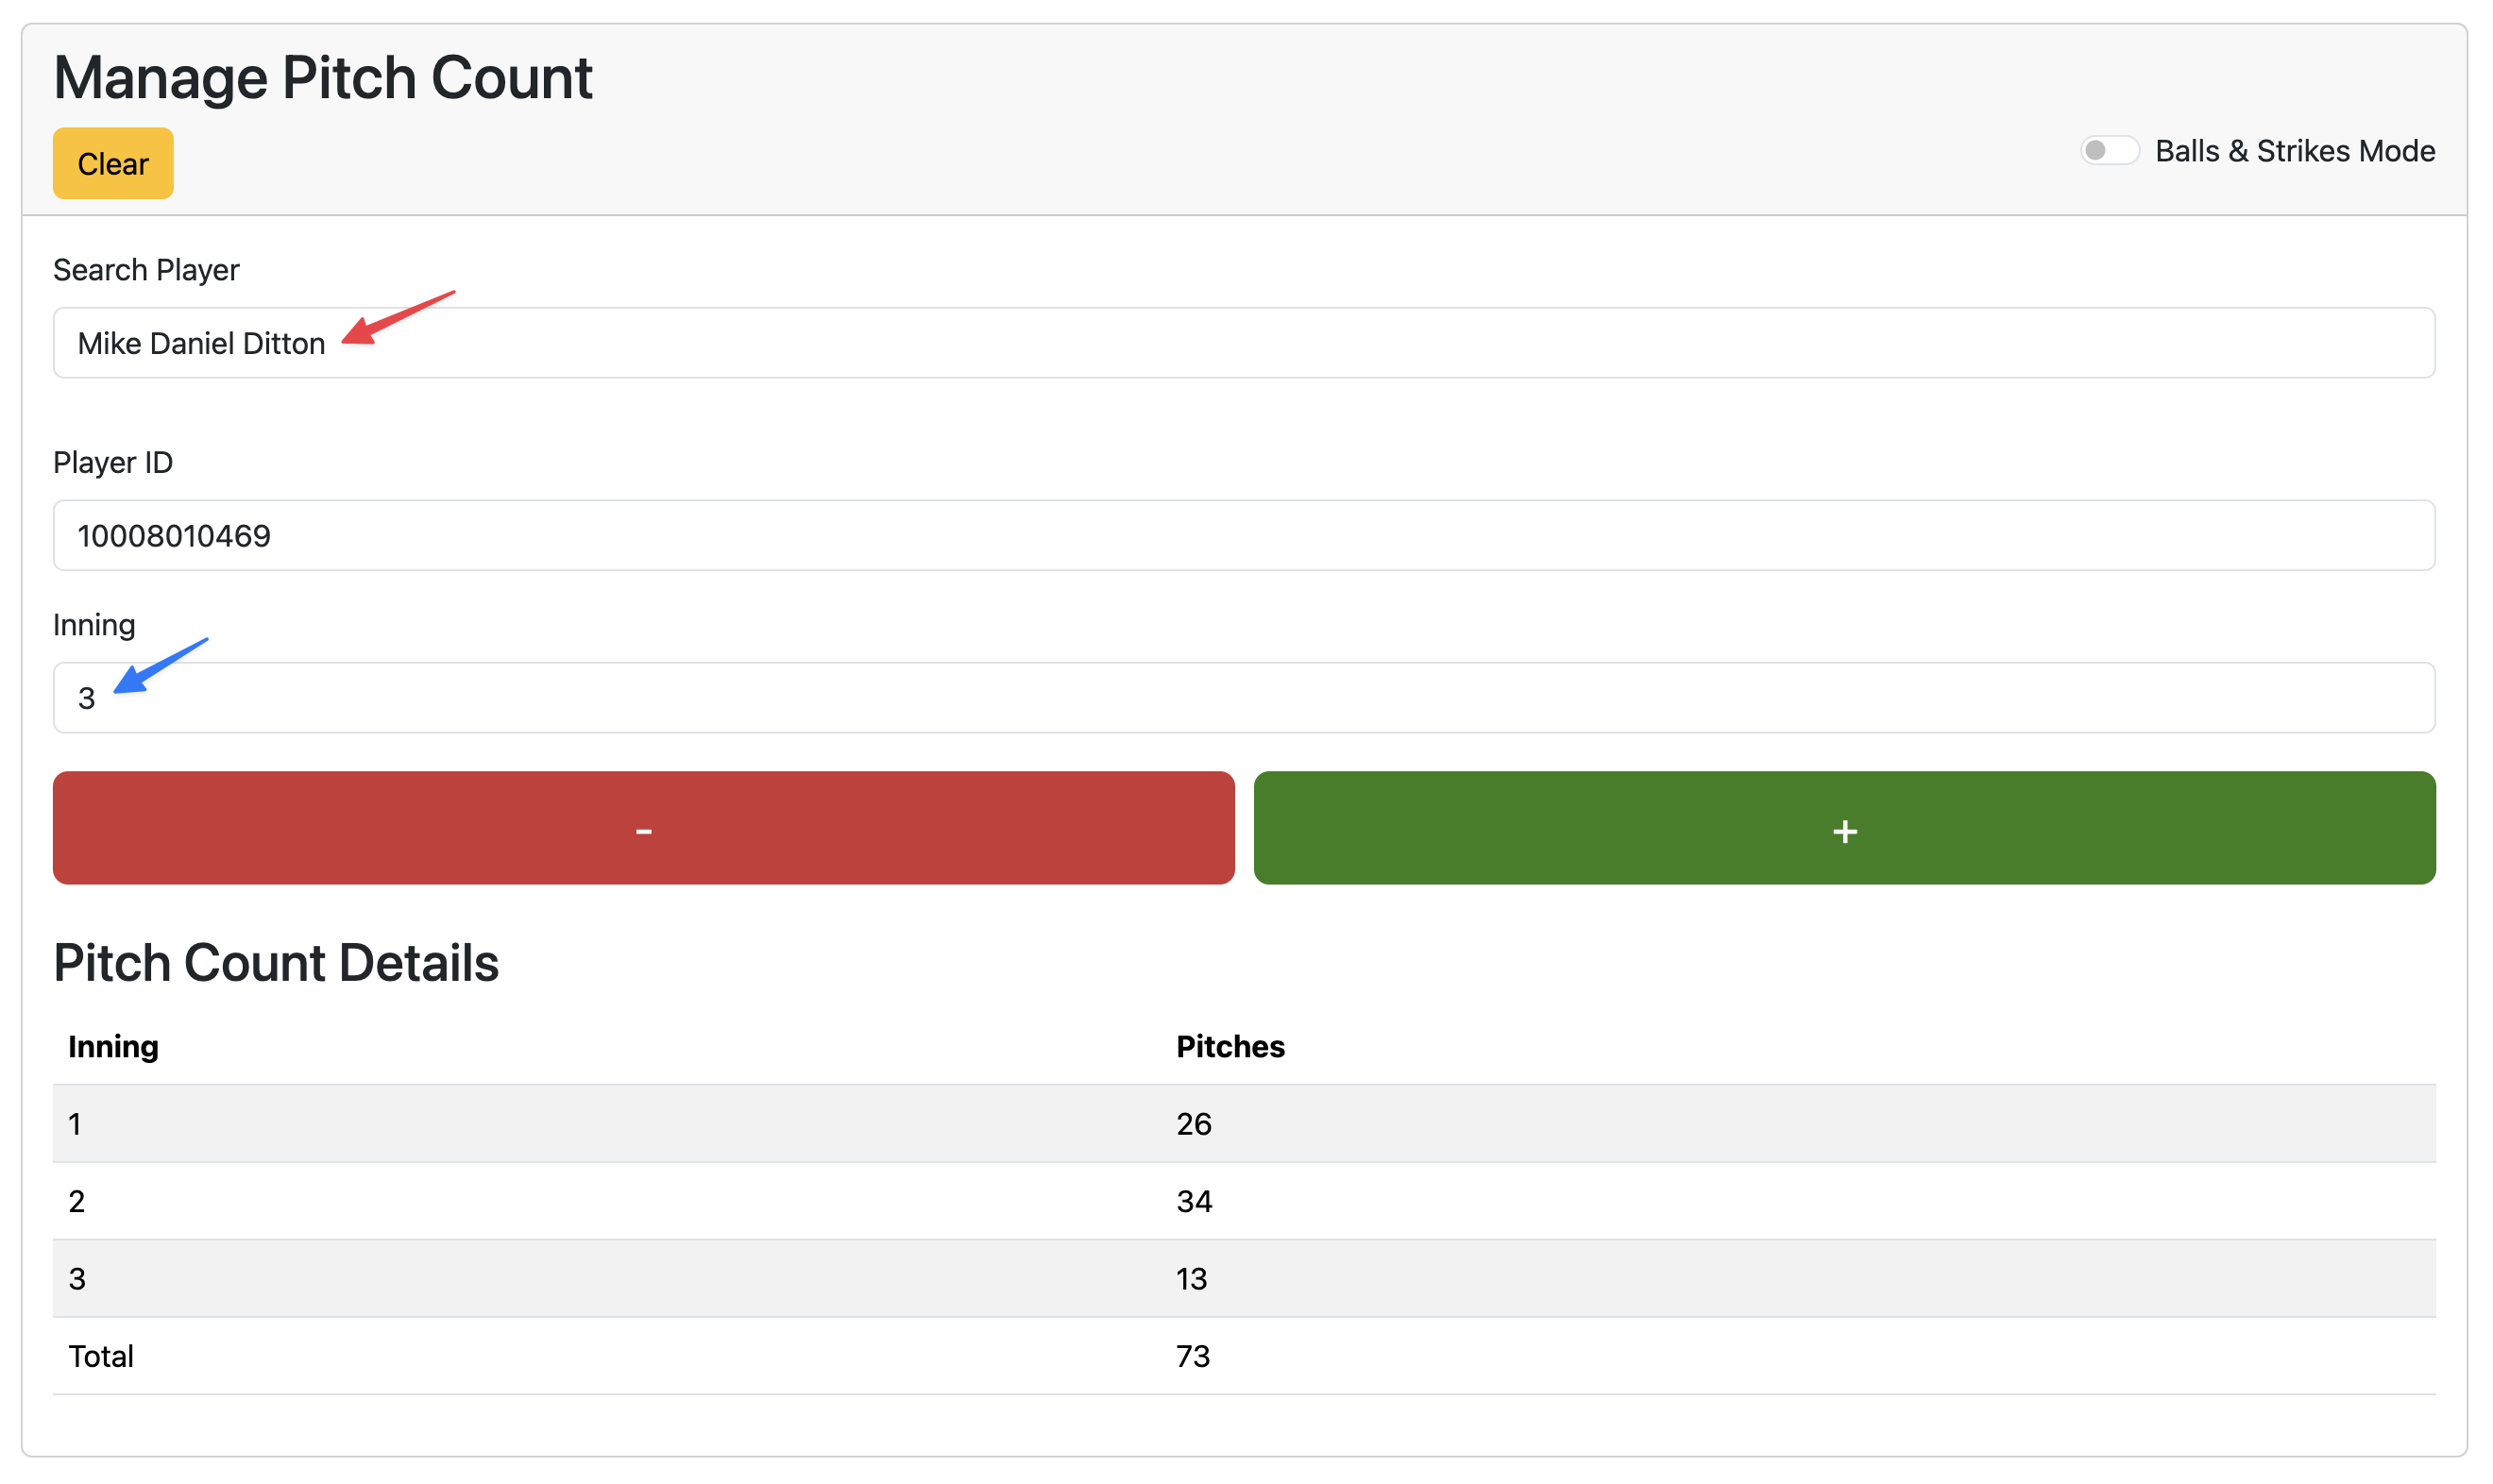 Manage Pitch Count
Clear
Balls & Strikes Mode
Search Player
Mike Daniel Ditton
Player ID
10008010469
Inning
3
- +
Pitch Count Details
Inning Pitches
1 26
2 34
3 13
Total 73